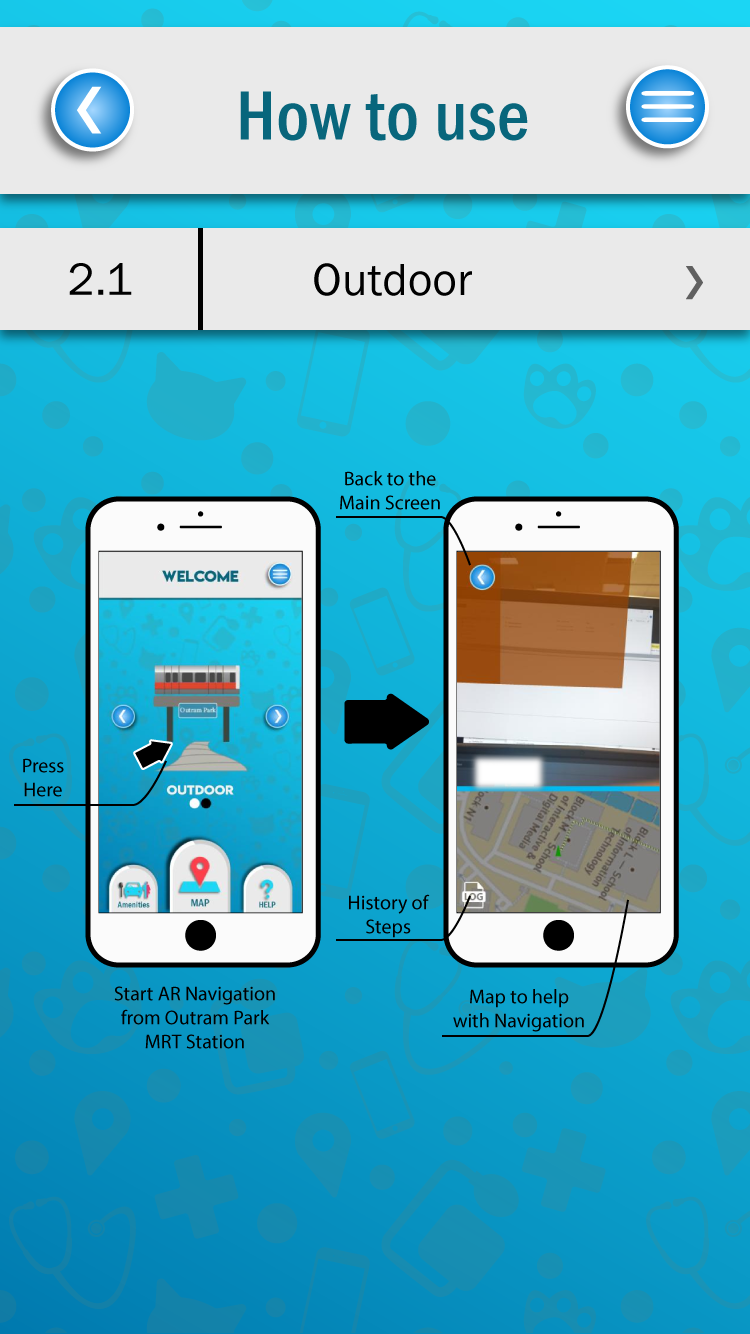 How to use
2.1
Outdoor
Back to the
Main Screen
WELCOME
Outram Park
Press
Here
OUTDOOR
Amenities
MAP
HELP
Block M — School
of Interactive &
Digital Media
Block L — School
of Information
Technology
LOG
History of
Steps
Start AR Navigation
from Outram Park
MRT Station
Map to help
with Navigation